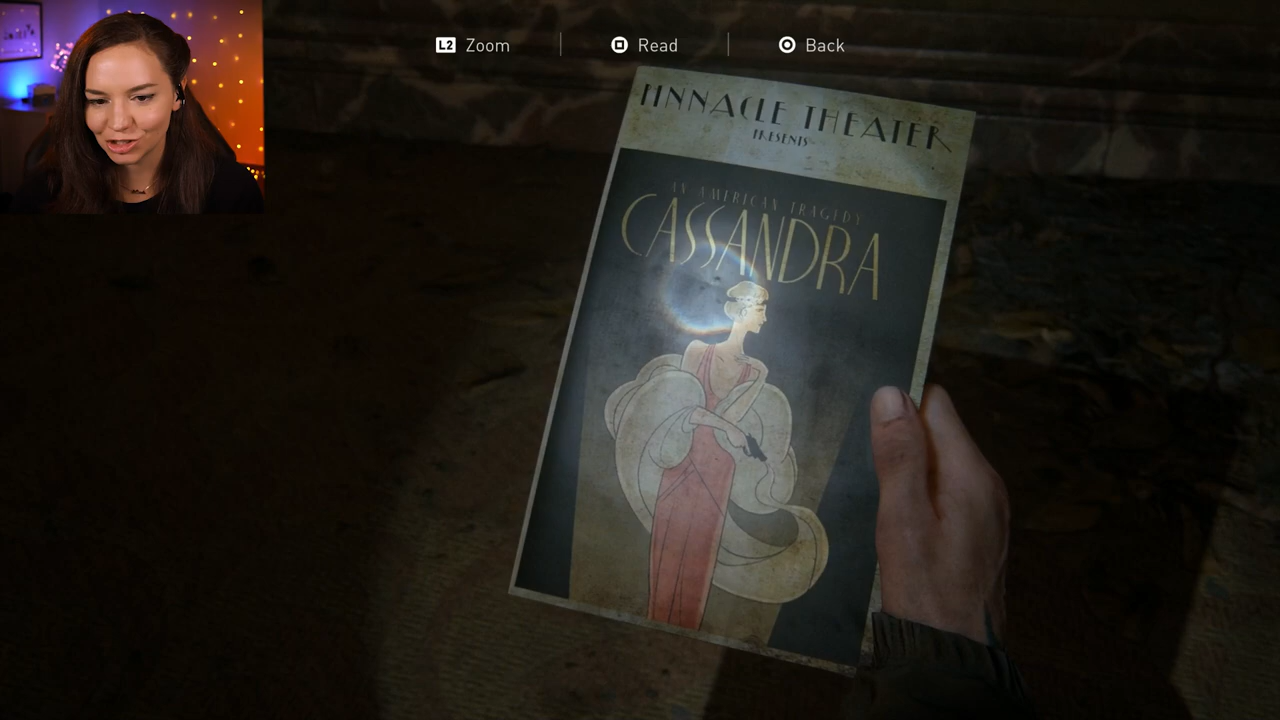 L2 Zoom | Read | Back
PINNACLE THEATER
PRESENTS
AN AMERICAN TRAGEDY
CASSANDRA